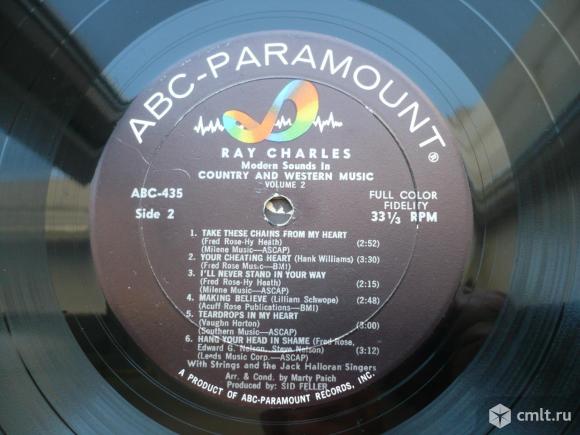 ABC-PARAMOUNT®
RAY CHARLES
Modern Sounds In
COUNTRY AND WESTERN MUSIC
VOLUME 2
ABC-435
Side 2
FULL COLOR
FIDELITY
33 1/3 RPM
1. TAKE THESE CHAINS FROM MY HEART
(Fred Rose-Hy Heath) (2:52)
(Milene Music—ASCAP)
2. YOUR CHEATING HEART (Hank Williams) (3:30)
(Fred Rose Music—BMI)
3. I'LL NEVER STAND IN YOUR WAY
(Fred Rose-Hy Heath) (2:15)
(Milene Music—ASCAP)
4. MAKING BELIEVE (Lilliam Schwope) (2:48)
(Acuff Rose Publications—BMI)
5. TEARDROPS IN MY HEART
(Vaughn Horton) (3:00)
(Southern Music—ASCAP)
6. HANG YOUR HEAD IN SHAME (Fred Rose,
Edward G. Nelson, Steve Nelson) (3:12)
(Leeds Music Corp.—ASCAP)
With Strings and the Jack Halloran Singers
Arr. & Cond. by Marty Paich
Produced by: SID FELLER
A PRODUCT OF ABC-PARAMOUNT RECORDS, INC.
cmlt.ru